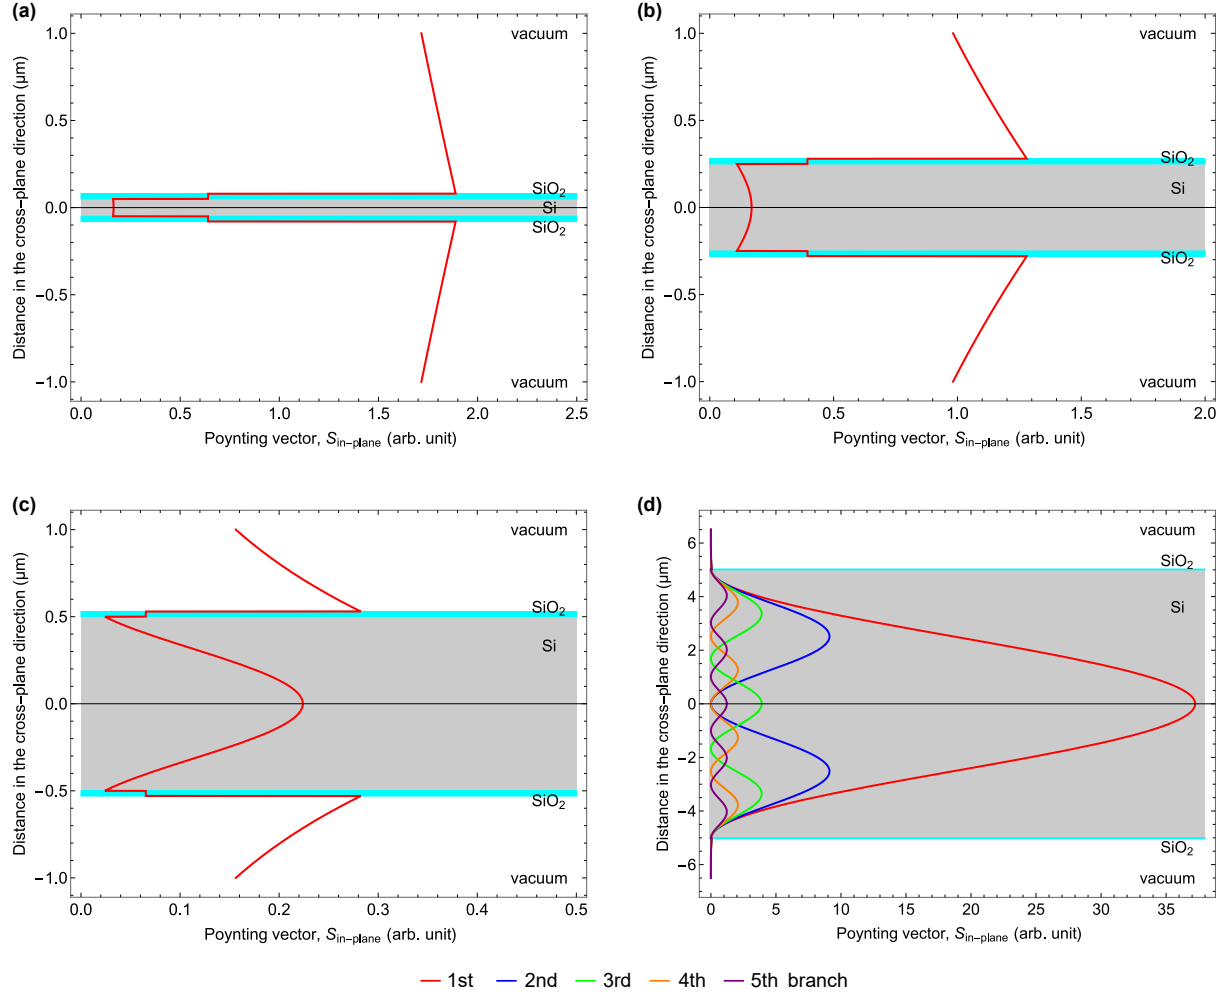 (a)
1.0
0.5
0.0
−0.5
−1.0
Distance in the cross−plane direction (μm)
vacuum
SiO2
Si
SiO2
vacuum
0.0 0.5 1.0 1.5 2.0 2.5
Poynting vector, Sin−plane (arb. unit)
(b)
1.0
0.5
0.0
−0.5
−1.0
Distance in the cross−plane direction (μm)
vacuum
SiO2
Si
SiO2
vacuum
0.0 0.5 1.0 1.5 2.0
Poynting vector, Sin−plane (arb. unit)
(c)
1.0
0.5
0.0
−0.5
−1.0
Distance in the cross−plane direction (μm)
vacuum
SiO2
Si
SiO2
vacuum
0.0 0.1 0.2 0.3 0.4 0.5
Poynting vector, Sin−plane (arb. unit)
(d)
6
4
2
0
−2
−4
−6
Distance in the cross−plane direction (μm)
vacuum
SiO2
Si
SiO2
vacuum
0 5 10 15 20 25 30 35
Poynting vector, Sin−plane (arb. unit)
1st 2nd 3rd 4th 5th branch